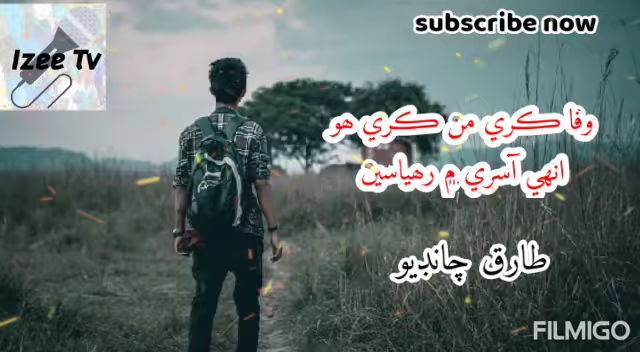 subscribe now
Izee Tv
وفا ڪري من ڪري هو
انهي آسري ۾ رهياسين
طارق چانڊيو
FILMIGO